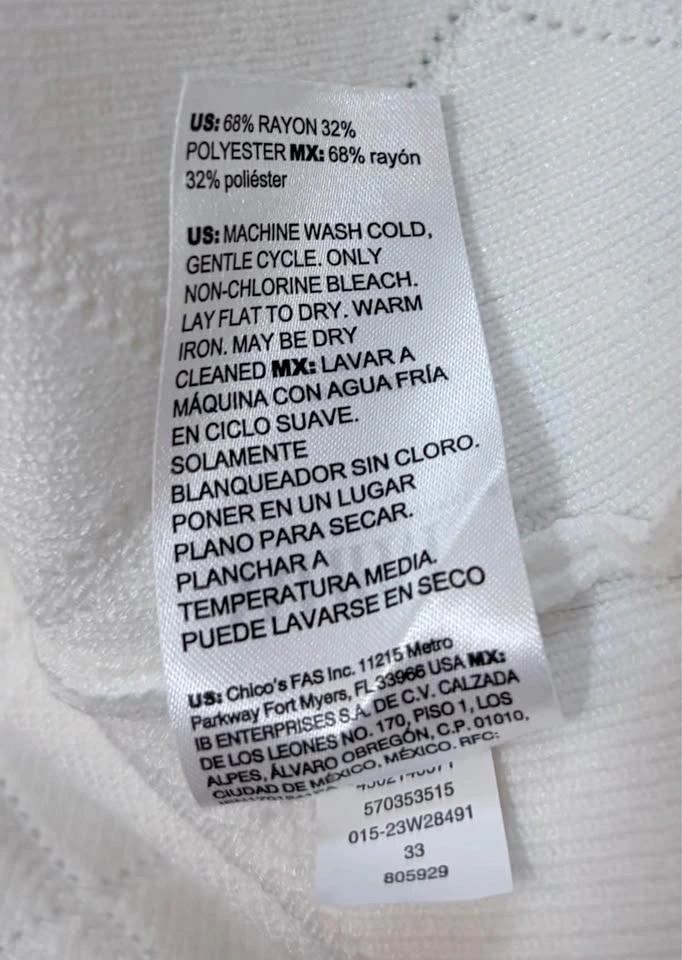 US: 68% RAYON 32%
POLYESTER MX: 68% rayón
32% poliéster
US: MACHINE WASH COLD,
GENTLE CYCLE. ONLY
NON-CHLORINE BLEACH.
LAY FLAT TO DRY. WARM
IRON. MAY BE DRY
CLEANED MX: LAVAR A
MÁQUINA CON AGUA FRÍA
EN CICLO SUAVE.
SOLAMENTE
BLANQUEADOR SIN CLORO.
PONER EN UN LUGAR
PLANO PARA SECAR.
PLANCHAR A
TEMPERATURA MEDIA.
PUEDE LAVARSE EN SECO
US: Chico's FAS Inc. 11215 Metro
Parkway Fort Myers, FL 33966 USA MX:
IB ENTERPRISES S.A. DE C.V. CALZADA
DE LOS LEONES NO. 170, PISO 1, LOS
ALPES, ÁLVARO OBREGÓN, C.P. 01010,
CIUDAD DE MÉXICO. MÉXICO. RFC:
570353515
015-23W28491
33
805929